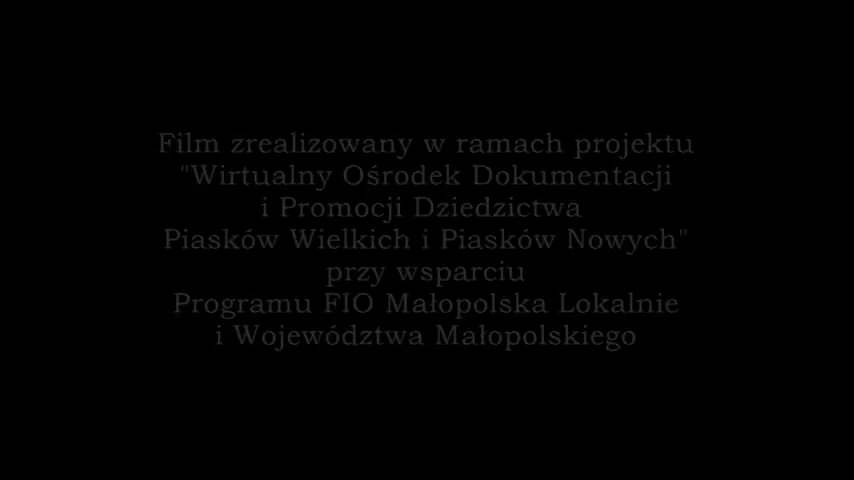 Film zrealizowany w ramach projektu
"Wirtualny Ośrodek Dokumentacji
i Promocji Dziedzictwa
Piasków Wielkich i Piasków Nowych"
przy wsparciu
Programu FIO Małopolska Lokalnie
i Województwa Małopolskiego